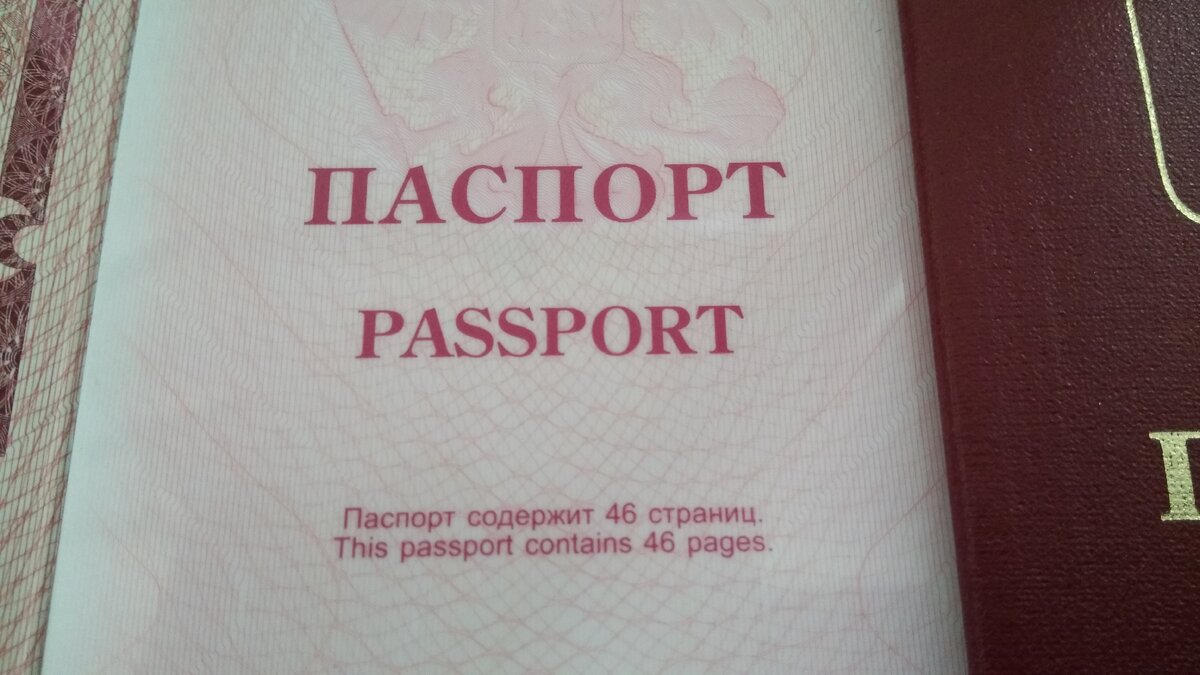 ПАСПОРТ
PASSPORT
Паспорт содержит 46 страниц.
This passport contains 46 pages.
П